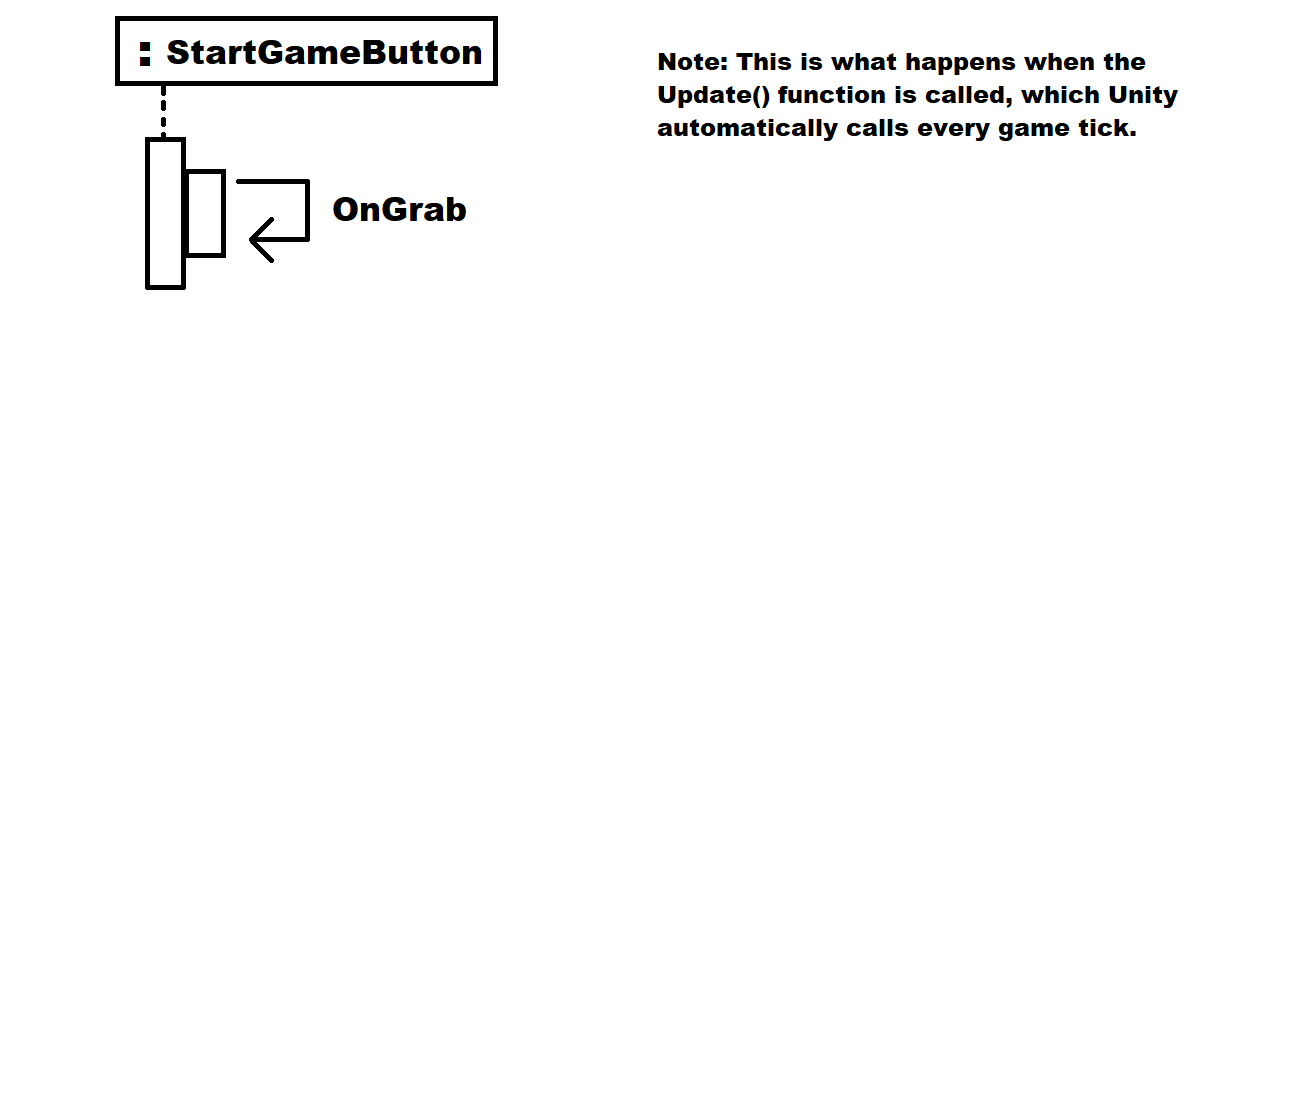 : StartGameButton
Note: This is what happens when the
Update() function is called, which Unity
automatically calls every game tick.
OnGrab